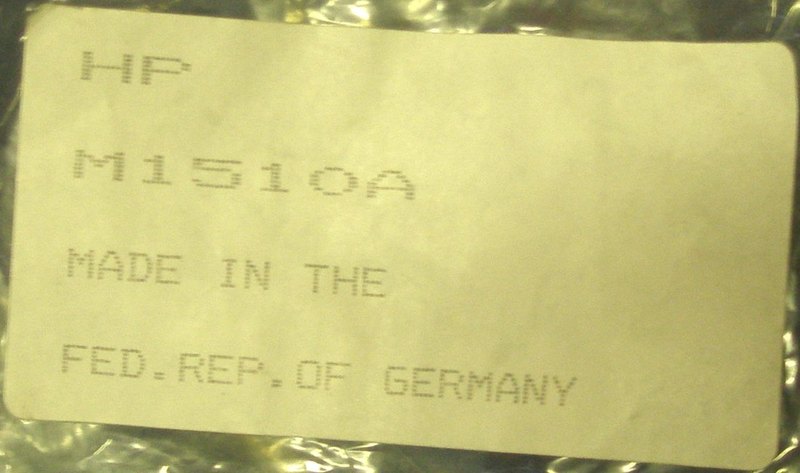 HP
M1510A
MADE IN THE
FED.REP.OF GERMANY